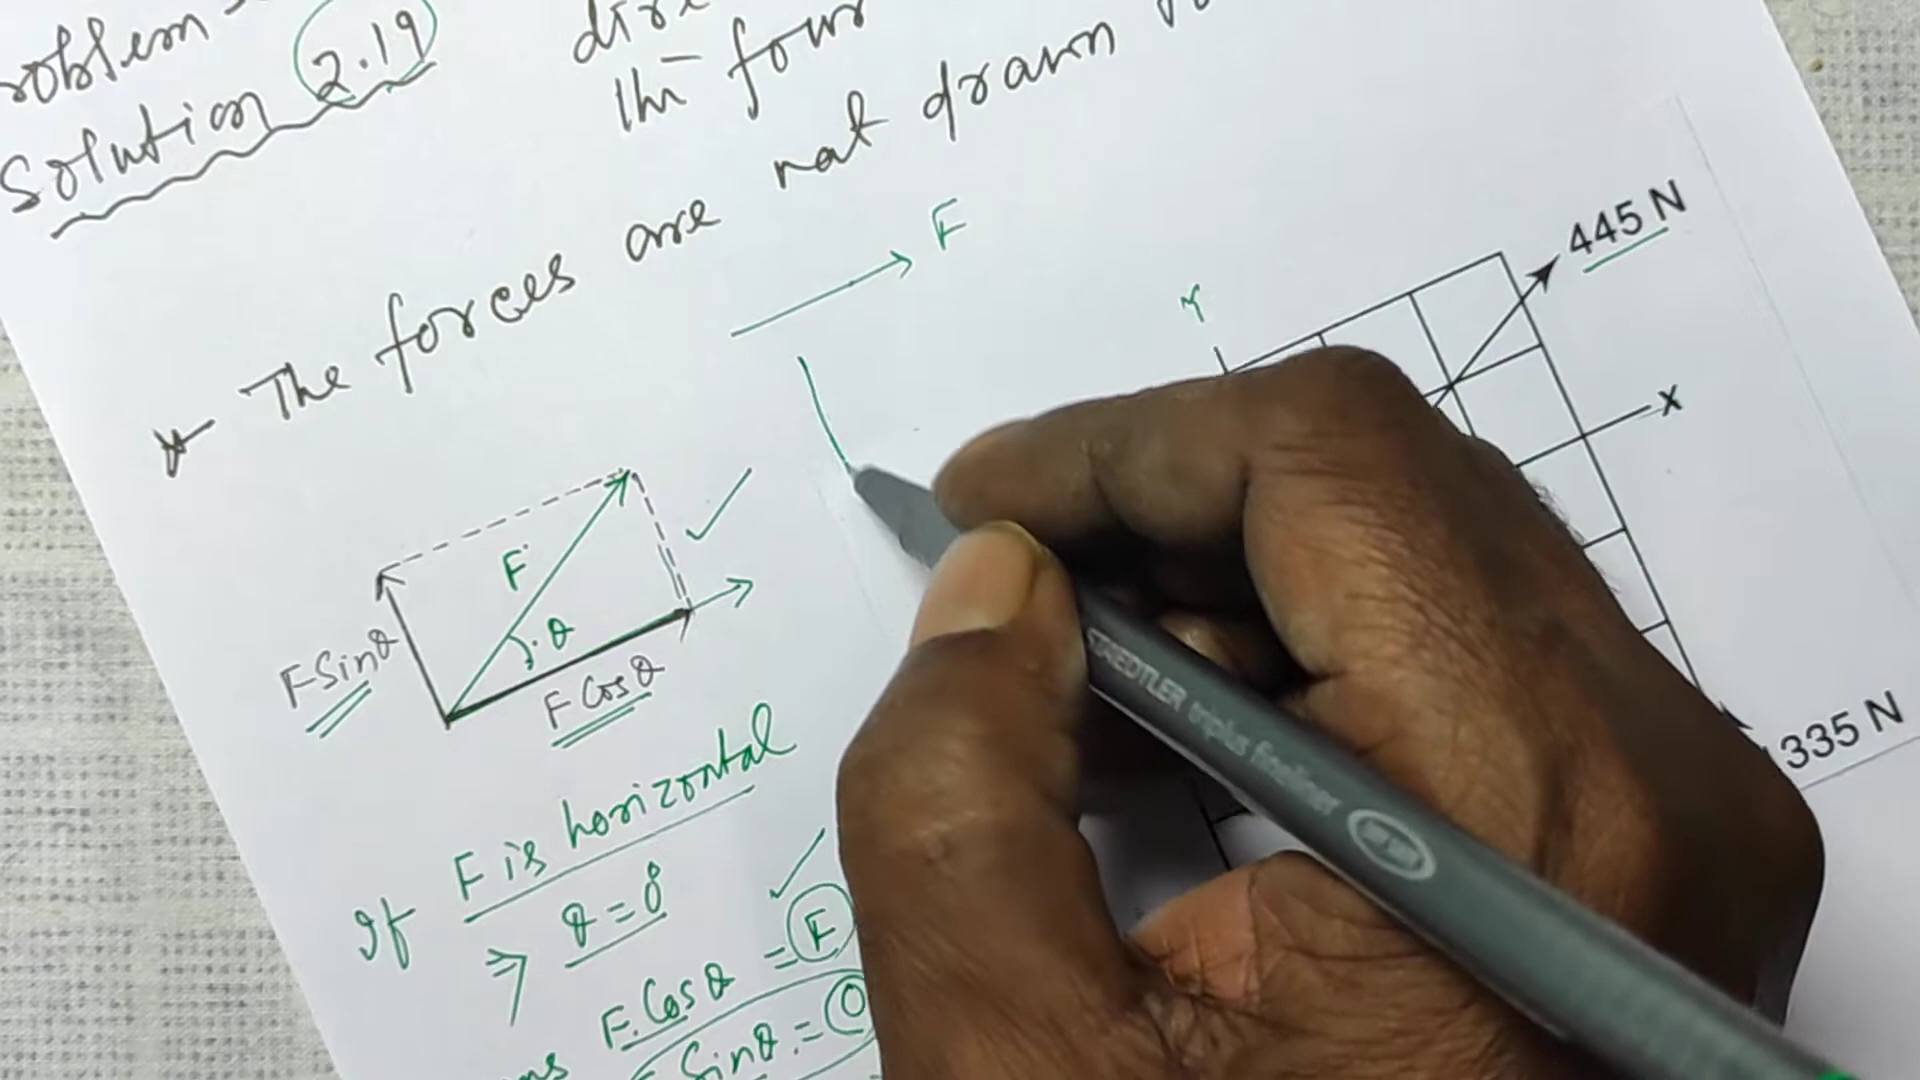 roblem
Solution 2.19
the four
* The forces are not drawn
F
Y
445 N
X
F
θ
F Sinθ
F Cosθ
335 N
If F is horizontal
⇒ θ = 0
F. Cosθ = F
Sinθ. = 0
STAEDTLER triplus fineliner